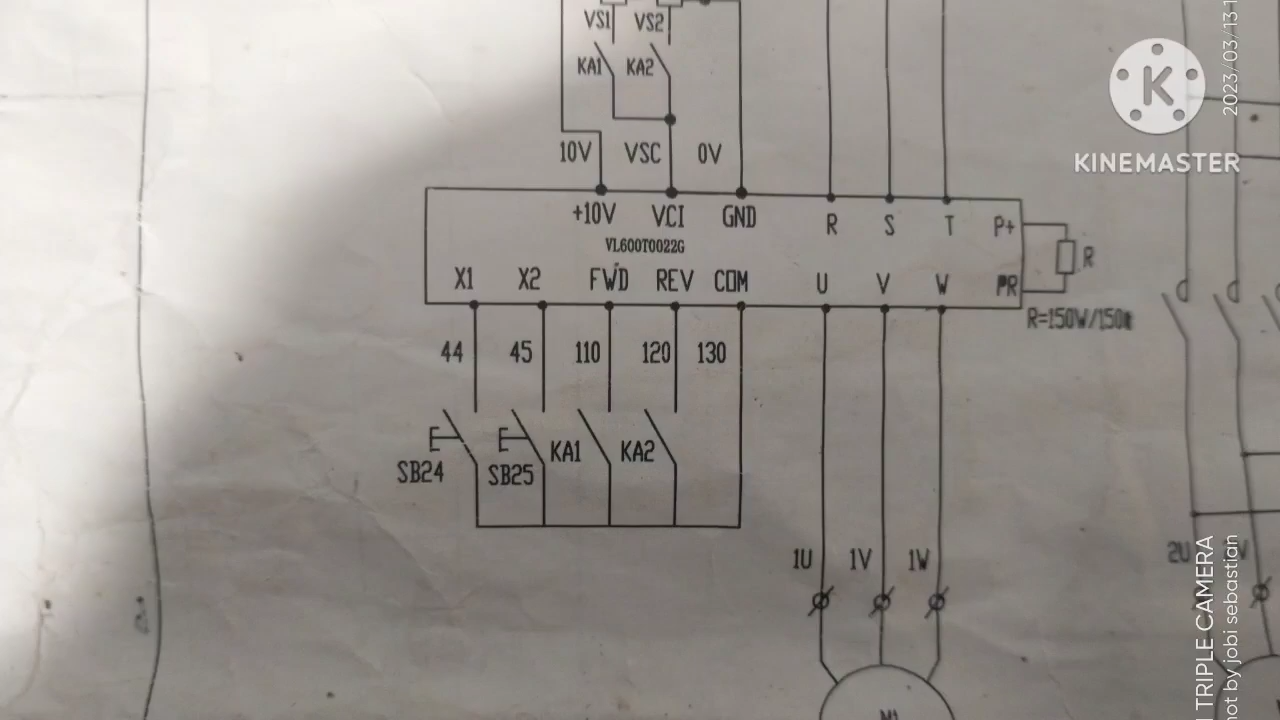 VS1 VS2
KA1 KA2
10V VSC 0V
+10V VCI GND R S T P+
VL600T0022G
R
X1 X2 FWD REV COM U V W PR
44 45 110 120 130
SB24 SB25 KA1 KA2
1U 1V 1W
2U
K
KINEMASTER
2023/03/13 1
TRIPLE CAMERA
by jobi sebastian